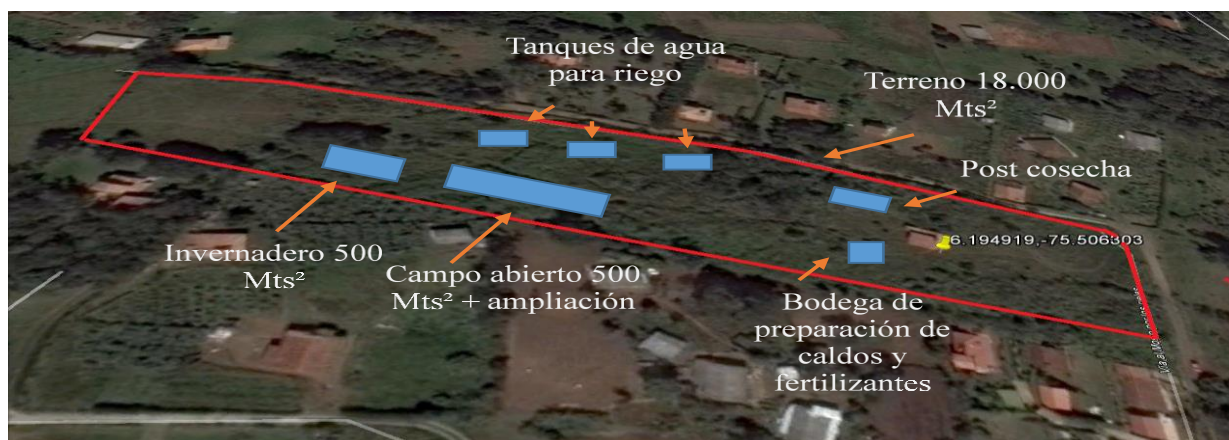 Tanques de agua
para riego
Terreno 18.000
Mts²
Post cosecha
6.194919,-75.506303
Invernadero 500
Mts²
Campo abierto 500
Mts² + ampliación
Bodega de
preparación de
caldos y
fertilizantes